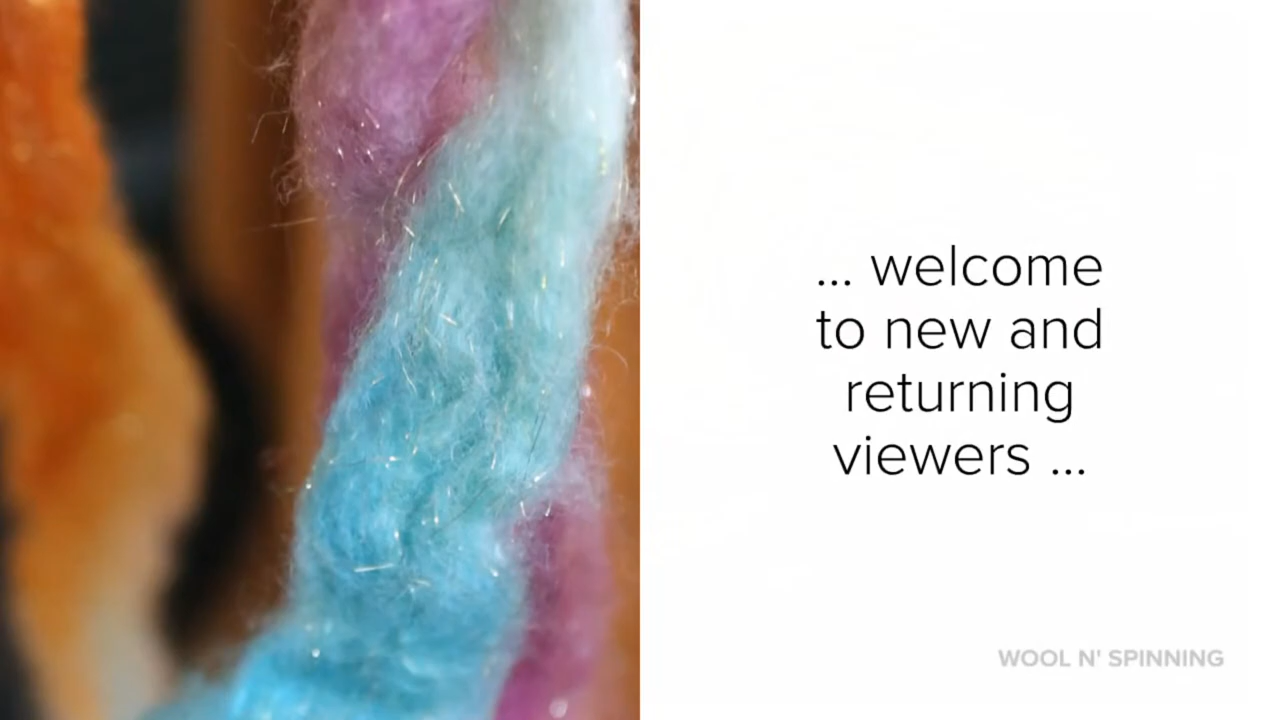 ... welcome
to new and
returning
viewers ...
WOOL N' SPINNING